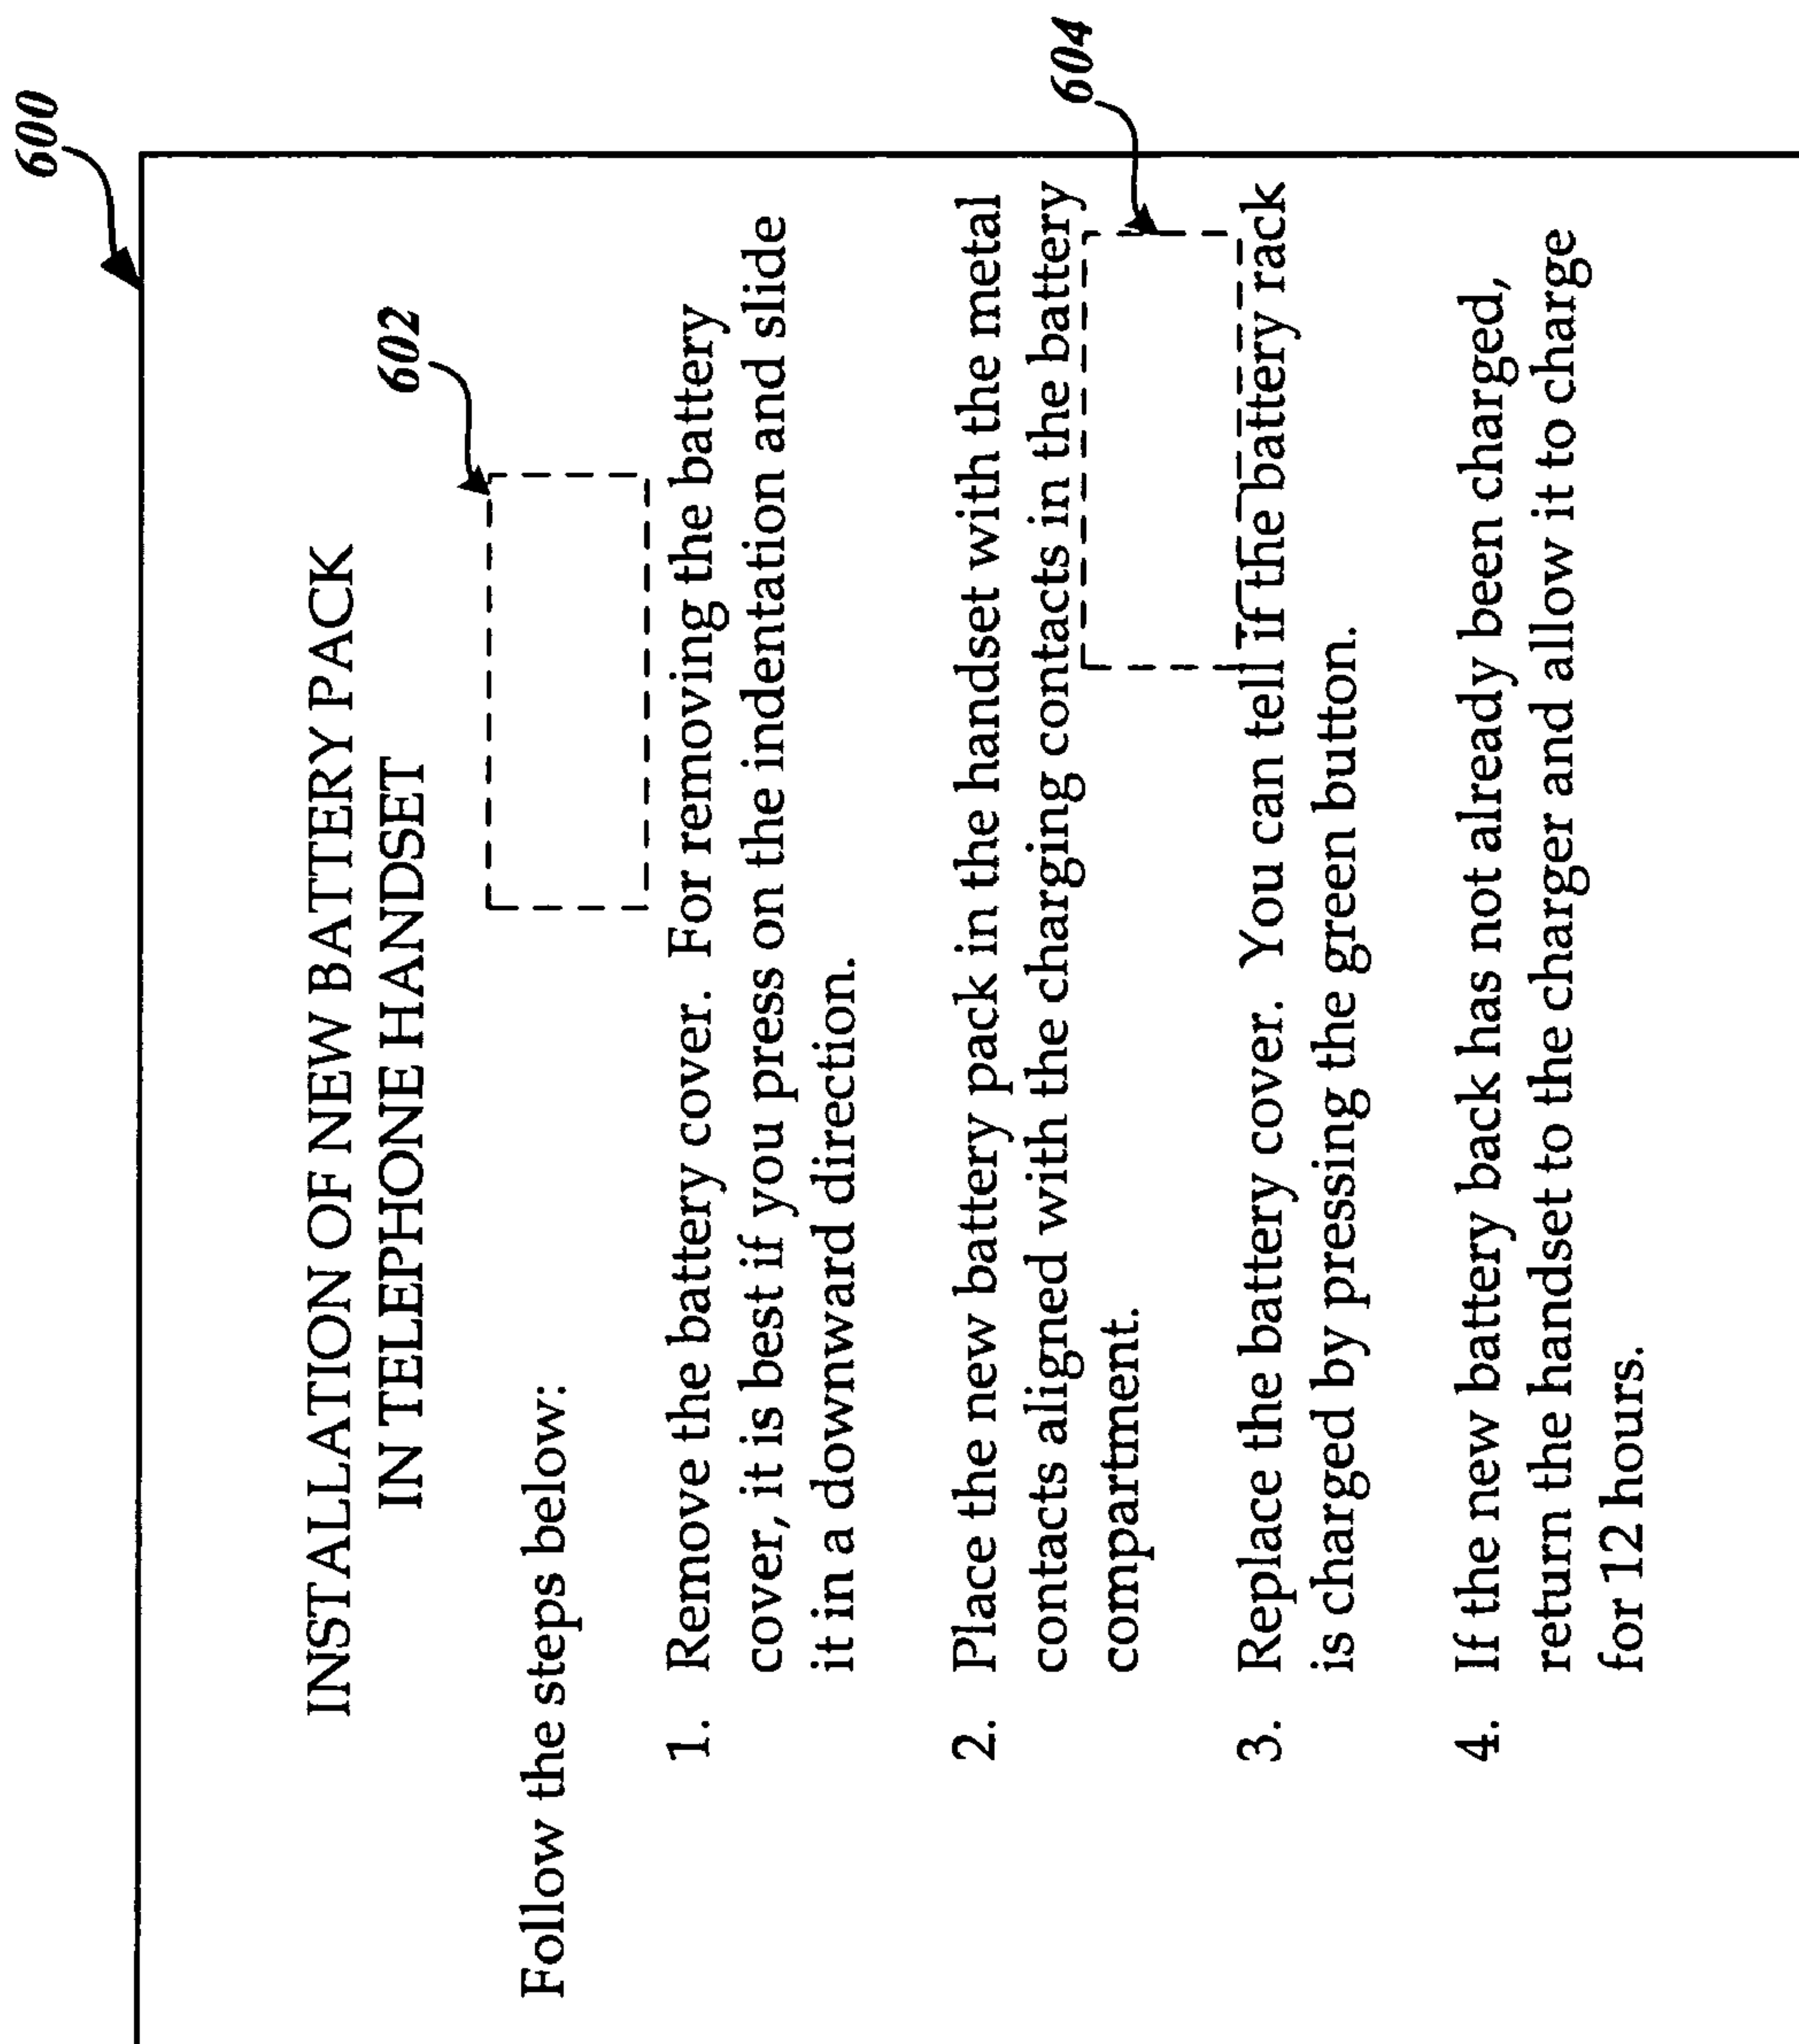 600
INSTALLATION OF NEW BATTERY PACK
IN TELEPHONE HANDSET
602
Follow the steps below:
1. Remove the battery cover. For removing the battery
cover, it is best if you press on the indentation and slide
it in a downward direction.
2. Place the new battery pack in the handset with the metal
contacts aligned with the charging contacts in the battery
compartment.
604
3. Replace the battery cover. You can tell if the battery rack
is charged by pressing the green button.
4. If the new battery back has not already been charged,
return the handset to the charger and allow it to charge
for 12 hours.